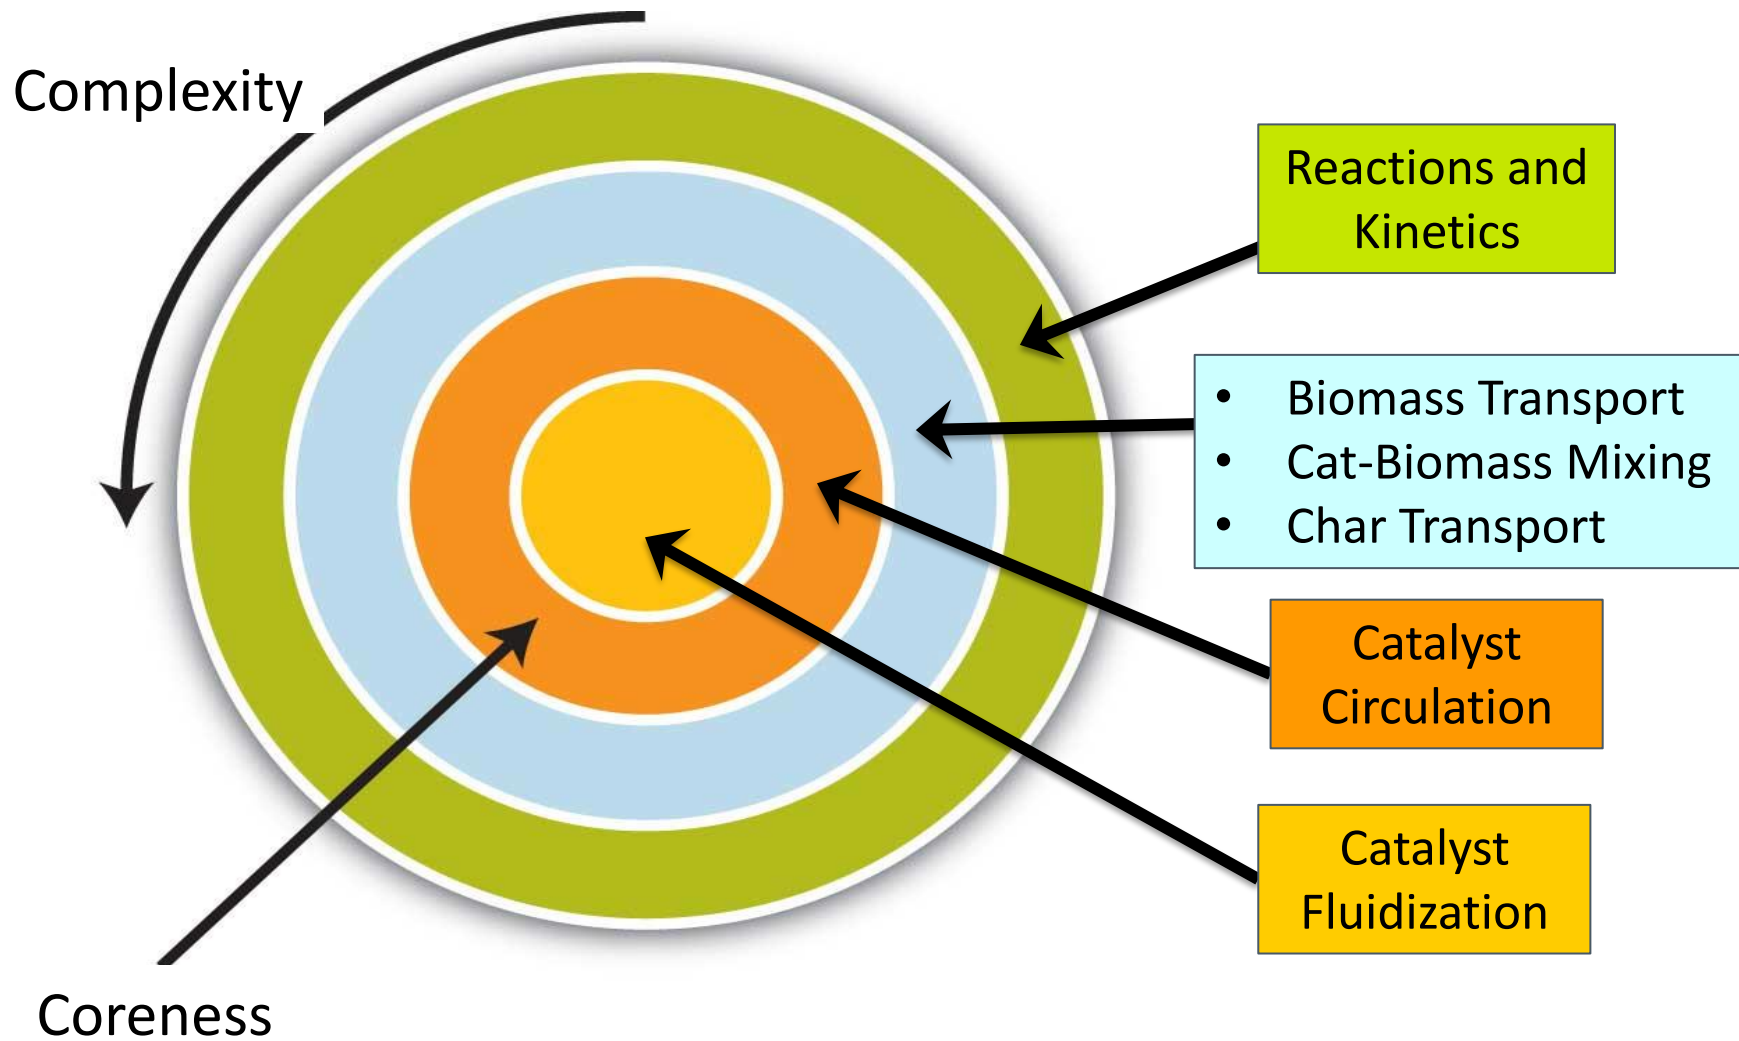 Complexity
Reactions and
Kinetics
• Biomass Transport
• Cat-Biomass Mixing
• Char Transport
Catalyst
Circulation
Catalyst
Fluidization
Coreness